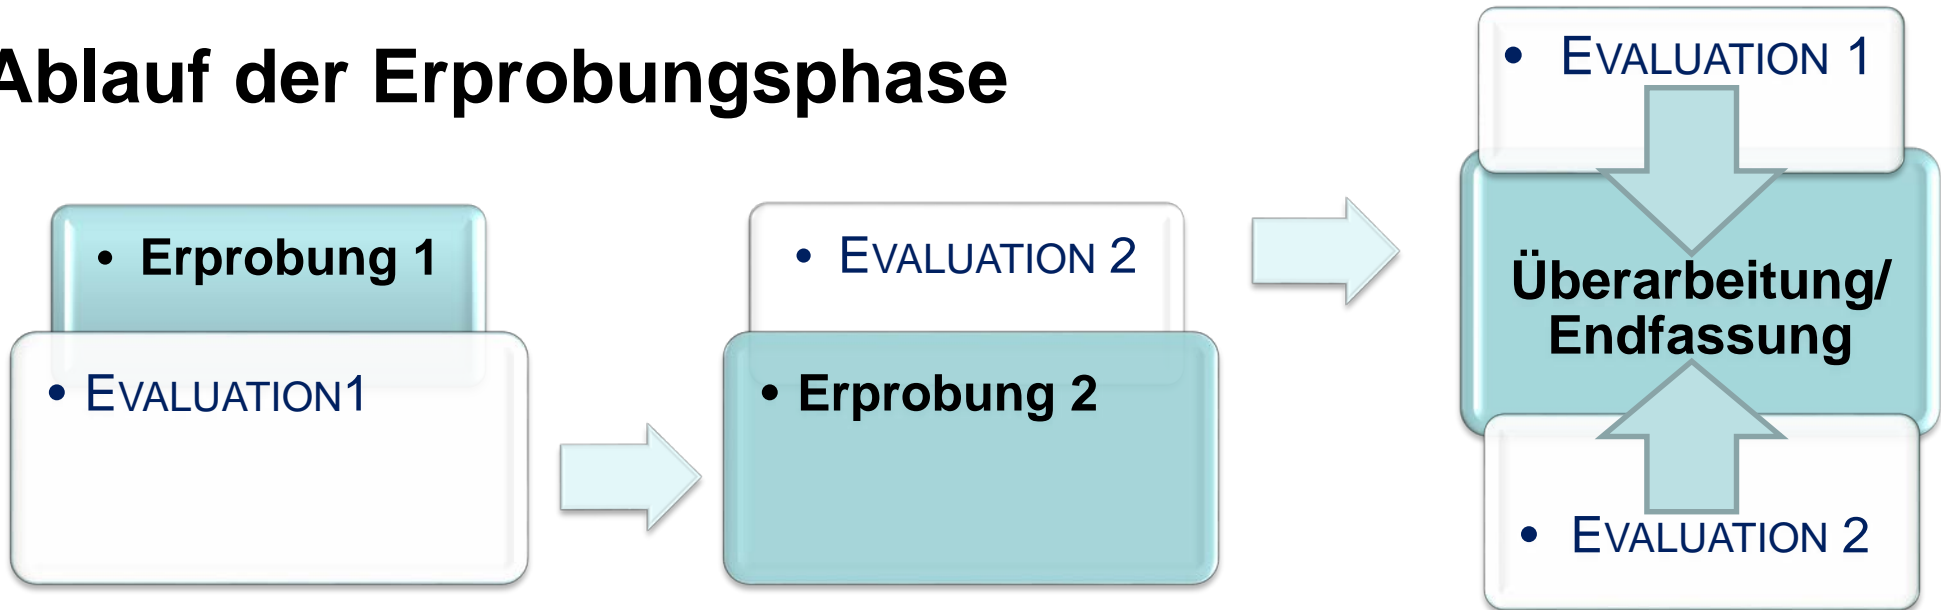 Ablauf der Erprobungsphase
• Erprobung 1
• EVALUATION1
• EVALUATION 2
• Erprobung 2
• EVALUATION 1
Überarbeitung/
Endfassung
• EVALUATION 2